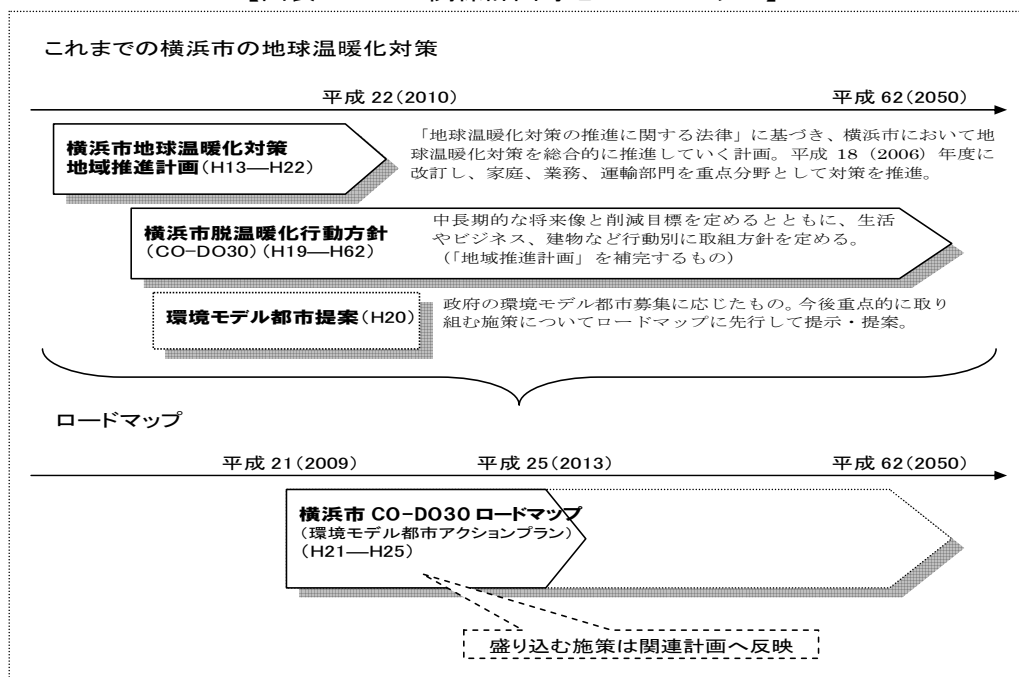 これまでの横浜市の地球温暖化対策
平成 22(2010)
平成 62(2050)
横浜市地球温暖化対策
地域推進計画(H13—H22)
「地球温暖化対策の推進に関する法律」に基づき、横浜市において地
球温暖化対策を総合的に推進していく計画。平成 18（2006）年度に
改訂し、家庭、業務、運輸部門を重点分野として対策を推進。
横浜市脱温暖化行動方針
(CO-DO30)(H19—H62)
中長期的な将来像と削減目標を定めるとともに、生活
やビジネス、建物など行動別に取組方針を定める。
（「地域推進計画」を補完するもの）
環境モデル都市提案(H20)
政府の環境モデル都市募集に応じたもの。今後重点的に取り
組む施策についてロードマップに先行して提示・提案。
ロードマップ
平成 21(2009)
平成 25(2013)
平成 62(2050)
横浜市 CO-DO30 ロードマップ
(環境モデル都市アクションプラン)
(H21—H25)
盛り込む施策は関連計画へ反映